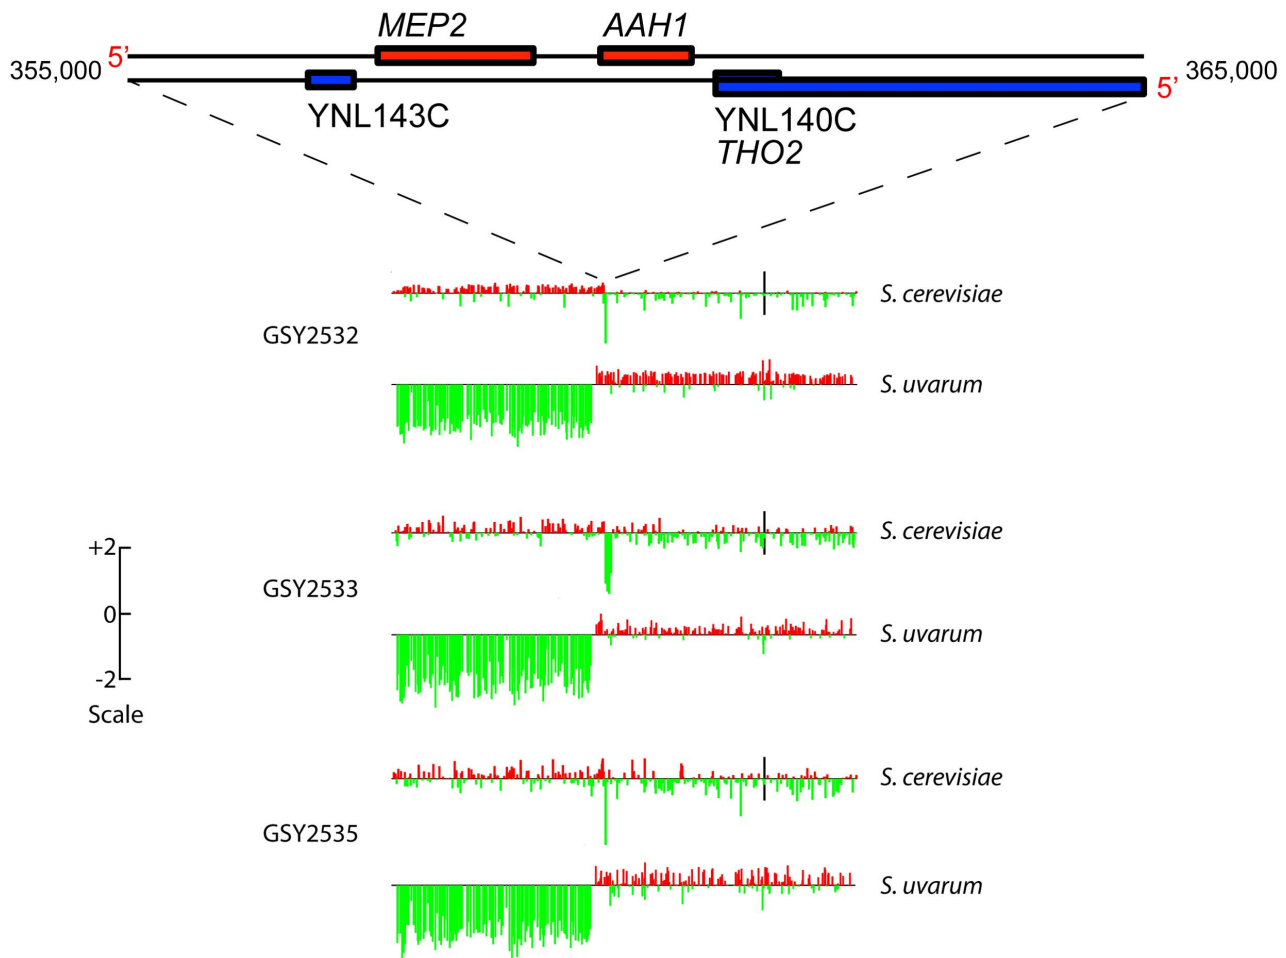 MEP2 AAH1
5'
355,000 365,000
5'
YNL143C YNL140C
THO2
S. cerevisiae
GSY2532
S. uvarum
S. cerevisiae
+2
GSY2533
0
S. uvarum
-2
Scale
S. cerevisiae
GSY2535
S. uvarum